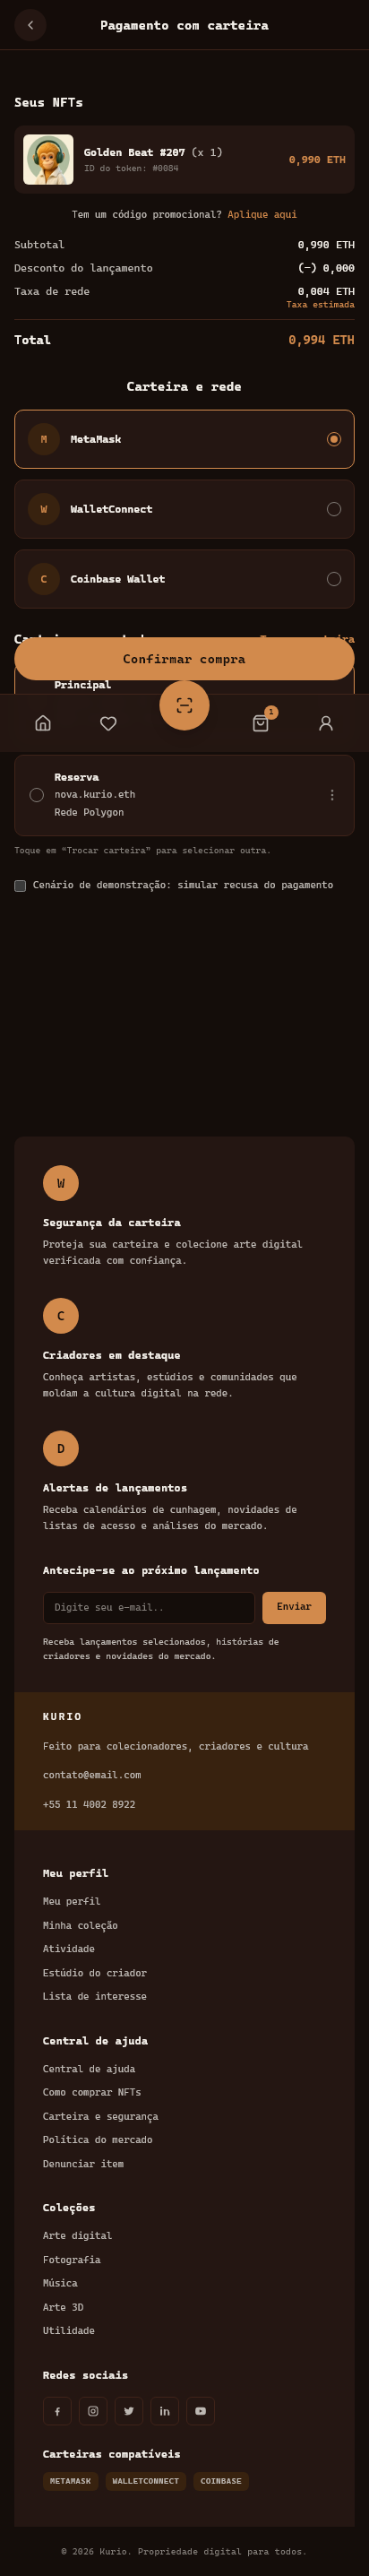 Pagamento com carteira
Seus NFTs
Golden Beat #207 (x 1)
0,990 ETH
ID do token: #0084
Tem um código promocional? Aplique aqui
Subtotal 0,990 ETH
Desconto do lançamento (−) 0,000
Taxa de rede 0,004 ETH
Taxa estimada
Total 0,994 ETH
Carteira e rede
M MetaMask
W WalletConnect
C Coinbase Wallet
Confirmar compra
Principal
1
Reserva
nova.kurio.eth
Rede Polygon
Toque em “Trocar carteira” para selecionar outra.
Cenário de demonstração: simular recusa do pagamento
W
Segurança da carteira
Proteja sua carteira e colecione arte digital
verificada com confiança.
C
Criadores em destaque
Conheça artistas, estúdios e comunidades que
moldam a cultura digital na rede.
D
Alertas de lançamentos
Receba calendários de cunhagem, novidades de
listas de acesso e análises do mercado.
Antecipe-se ao próximo lançamento
Digite seu e-mail.. Enviar
Receba lançamentos selecionados, histórias de
criadores e novidades do mercado.
KURIO
Feito para colecionadores, criadores e cultura
contato@email.com
+55 11 4002 8922
Meu perfil
Meu perfil
Minha coleção
Atividade
Estúdio do criador
Lista de interesse
Central de ajuda
Central de ajuda
Como comprar NFTs
Carteira e segurança
Política do mercado
Denunciar item
Coleções
Arte digital
Fotografia
Música
Arte 3D
Utilidade
Redes sociais
Carteiras compatíveis
METAMASK WALLETCONNECT COINBASE
© 2026 Kurio. Propriedade digital para todos.